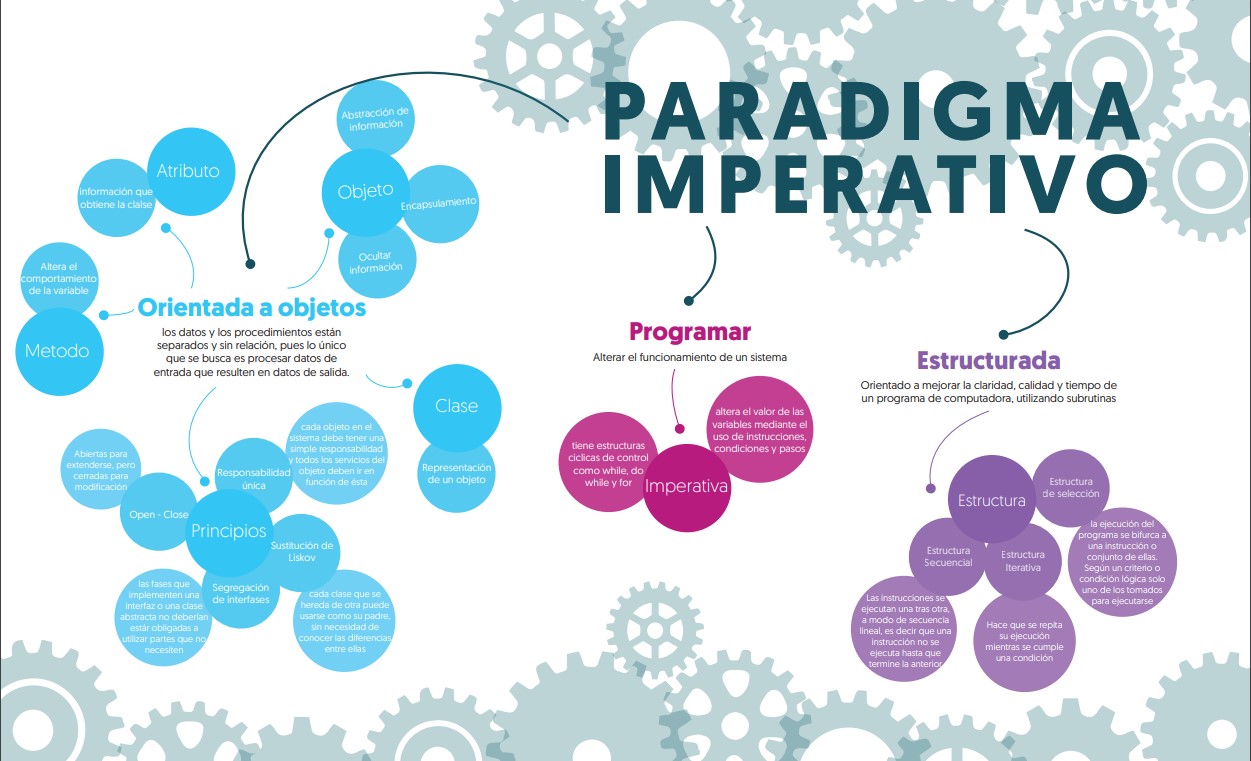 PARADIGMA
IMPERATIVO
Abstracción de
información
Objeto
Encapsulamiento
Ocultar
información
Atributo
información que
obtiene la clalse
Altera el
comportamiento
de la variable
Metodo
Orientada a objetos
los datos y los procedimientos están
separados y sin relación, pues lo único
que se busca es procesar datos de
entrada que resulten en datos de salida.
Clase
Representación
de un objeto
Principios
Responsabilidad
única
cada objeto en el
sistema debe tener una
simple responsabilidad
y todos los servicios del
objeto deben ir en
función de ésta
Abiertas para
extenderse, pero
cerradas para
modificación
Open - Close
Sustitución de
Liskov
cada clase que se
hereda de otra puede
usarse como su padre,
sin necesidad de
conocer las diferencias
entre ellas
Segregación
de interfases
las fases que
implementen una
interfaz o una clase
abstracta no deberían
estár obligadas a
utilizar partes que no
necesiten
Programar
Alterar el funcionamiento de un sistema
tiene estructuras
ciclicas de control
como while, do
while y for
Imperativa
altera el valor de las
variables mediante el
uso de instrucciones,
condiciones y pasos
Estructurada
Orientado a mejorar la claridad, calidad y tiempo de
un programa de computadora, utilizando subrutinas
Estructura
Estructura
de selección
la ejecución del
programa se bifurca a
una instrucción o
conjunto de ellas.
Según un criterio o
condición lógica solo
uno de los tomados
para ejecutarse
Estructura
Secuencial
Estructura
Iterativa
Las instrucciones se
ejecutan una tras otra,
a modo de secuencia
lineal, es decir que una
instrucción no se
ejecuta hasta que
termine la anterior
Hace que se repita
su ejecución
mientras se cumple
una condición